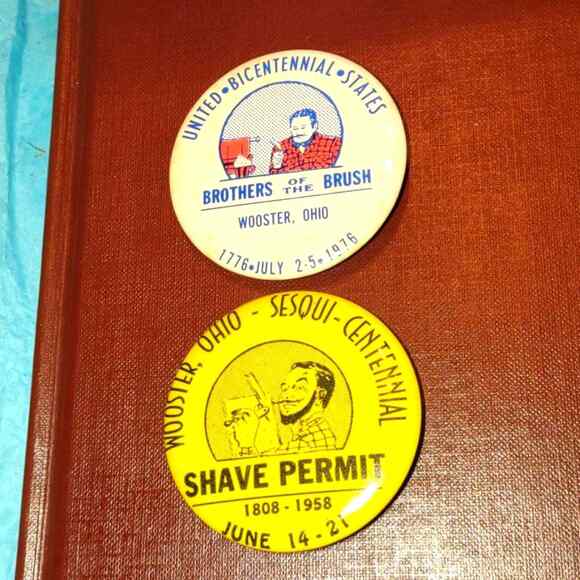 UNITED•BICENTENNIAL•STATES
BROTHERS OF THE BRUSH
WOOSTER, OHIO
1776•JULY 2-5•1976
WOOSTER, OHIO - SESQUI-CENTENNIAL
SHAVE PERMIT
1808-1958
JUNE 14-21